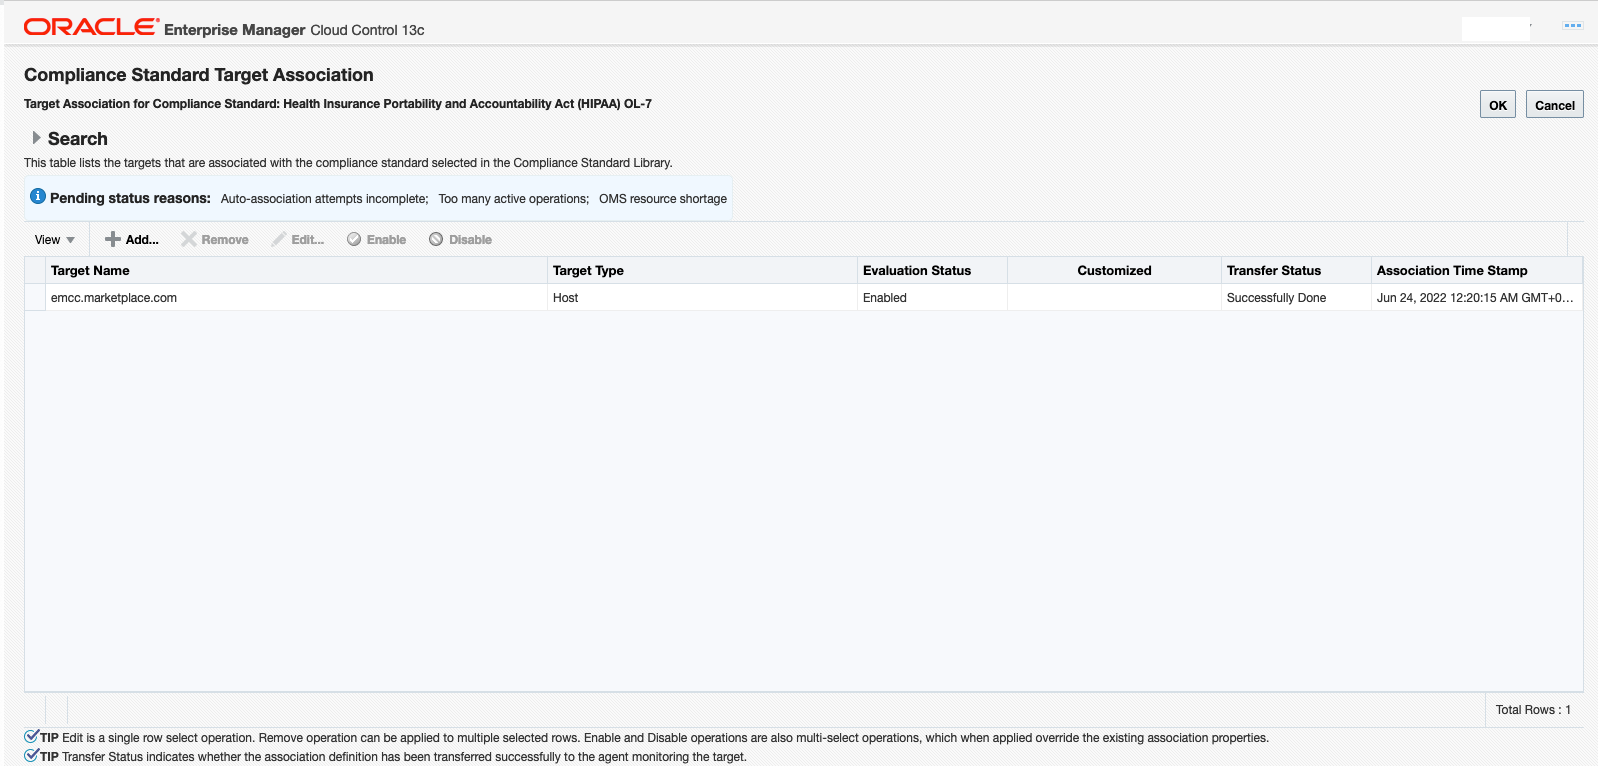 ORACLE Enterprise Manager Cloud Control 13c
Compliance Standard Target Association
Target Association for Compliance Standard: Health Insurance Portability and Accountability Act (HIPAA) OL-7
OK Cancel
Search
This table lists the targets that are associated with the compliance standard selected in the Compliance Standard Library.
Pending status reasons: Auto-association attempts incomplete; Too many active operations; OMS resource shortage
View Add... Remove Edit... Enable Disable
Target Name Target Type Evaluation Status Customized Transfer Status Association Time Stamp
emcc.marketplace.com Host Enabled Successfully Done Jun 24, 2022 12:20:15 AM GMT+0...
Total Rows : 1
TIP Edit is a single row select operation. Remove operation can be applied to multiple selected rows. Enable and Disable operations are also multi-select operations, which when applied override the existing association properties.
TIP Transfer Status indicates whether the association definition has been transferred successfully to the agent monitoring the target.